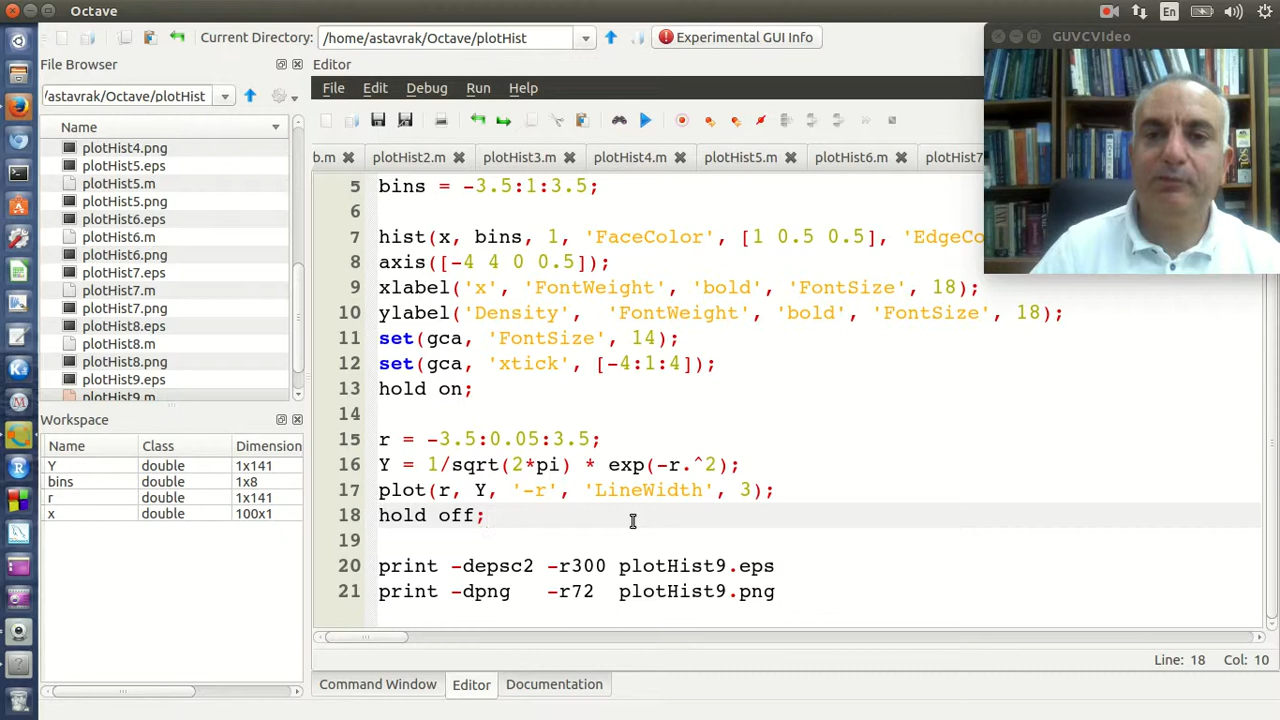 Octave
En
Current Directory: /home/astavrak/Octave/plotHist Experimental GUI Info
GUVCVIdeo
File Browser
/astavrak/Octave/plotHist
Name
plotHist4.png
plotHist5.eps
plotHist5.m
plotHist5.png
plotHist6.eps
plotHist6.m
plotHist6.png
plotHist7.eps
plotHist7.m
plotHist7.png
plotHist8.eps
plotHist8.m
plotHist8.png
plotHist9.eps
plotHist9.m
Workspace
Name Class Dimension
Y double 1x141
bins double 1x8
r double 1x141
x double 100x1
Editor
File Edit Debug Run Help
b.m plotHist2.m plotHist3.m plotHist4.m plotHist5.m plotHist6.m plotHist7
5 bins = -3.5:1:3.5;
6
7 hist(x, bins, 1, 'FaceColor', [1 0.5 0.5], 'EdgeCo
8 axis([-4 4 0 0.5]);
9 xlabel('x', 'FontWeight', 'bold', 'FontSize', 18);
10 ylabel('Density', 'FontWeight', 'bold', 'FontSize', 18);
11 set(gca, 'FontSize', 14);
12 set(gca, 'xtick', [-4:1:4]);
13 hold on;
14
15 r = -3.5:0.05:3.5;
16 Y = 1/sqrt(2*pi) * exp(-r.^2);
17 plot(r, Y, '-r', 'LineWidth', 3);
18 hold off;
19
20 print -depsc2 -r300 plotHist9.eps
21 print -dpng -r72 plotHist9.png
Line: 18 Col: 10
Command Window Editor Documentation